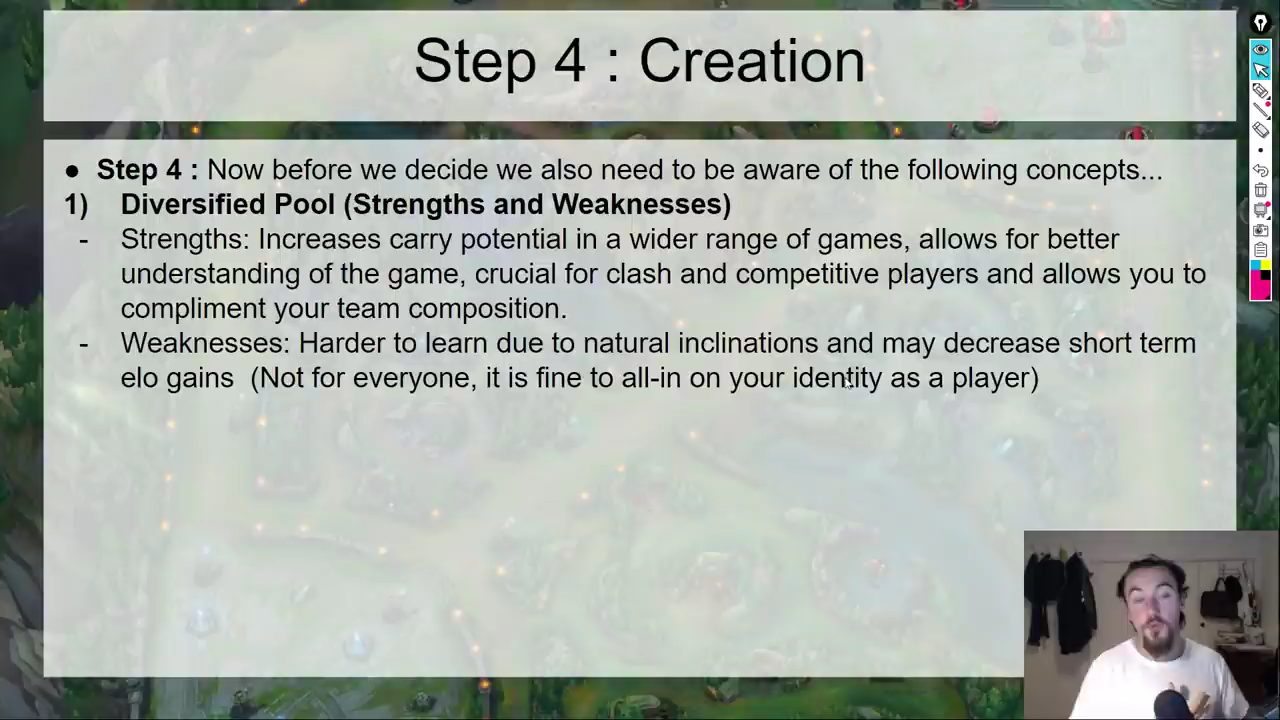 Step 4 : Creation
● Step 4 : Now before we decide we also need to be aware of the following concepts...
1) Diversified Pool (Strengths and Weaknesses)
- Strengths: Increases carry potential in a wider range of games, allows for better
understanding of the game, crucial for clash and competitive players and allows you to
compliment your team composition.
- Weaknesses: Harder to learn due to natural inclinations and may decrease short term
elo gains (Not for everyone, it is fine to all-in on your identity as a player)